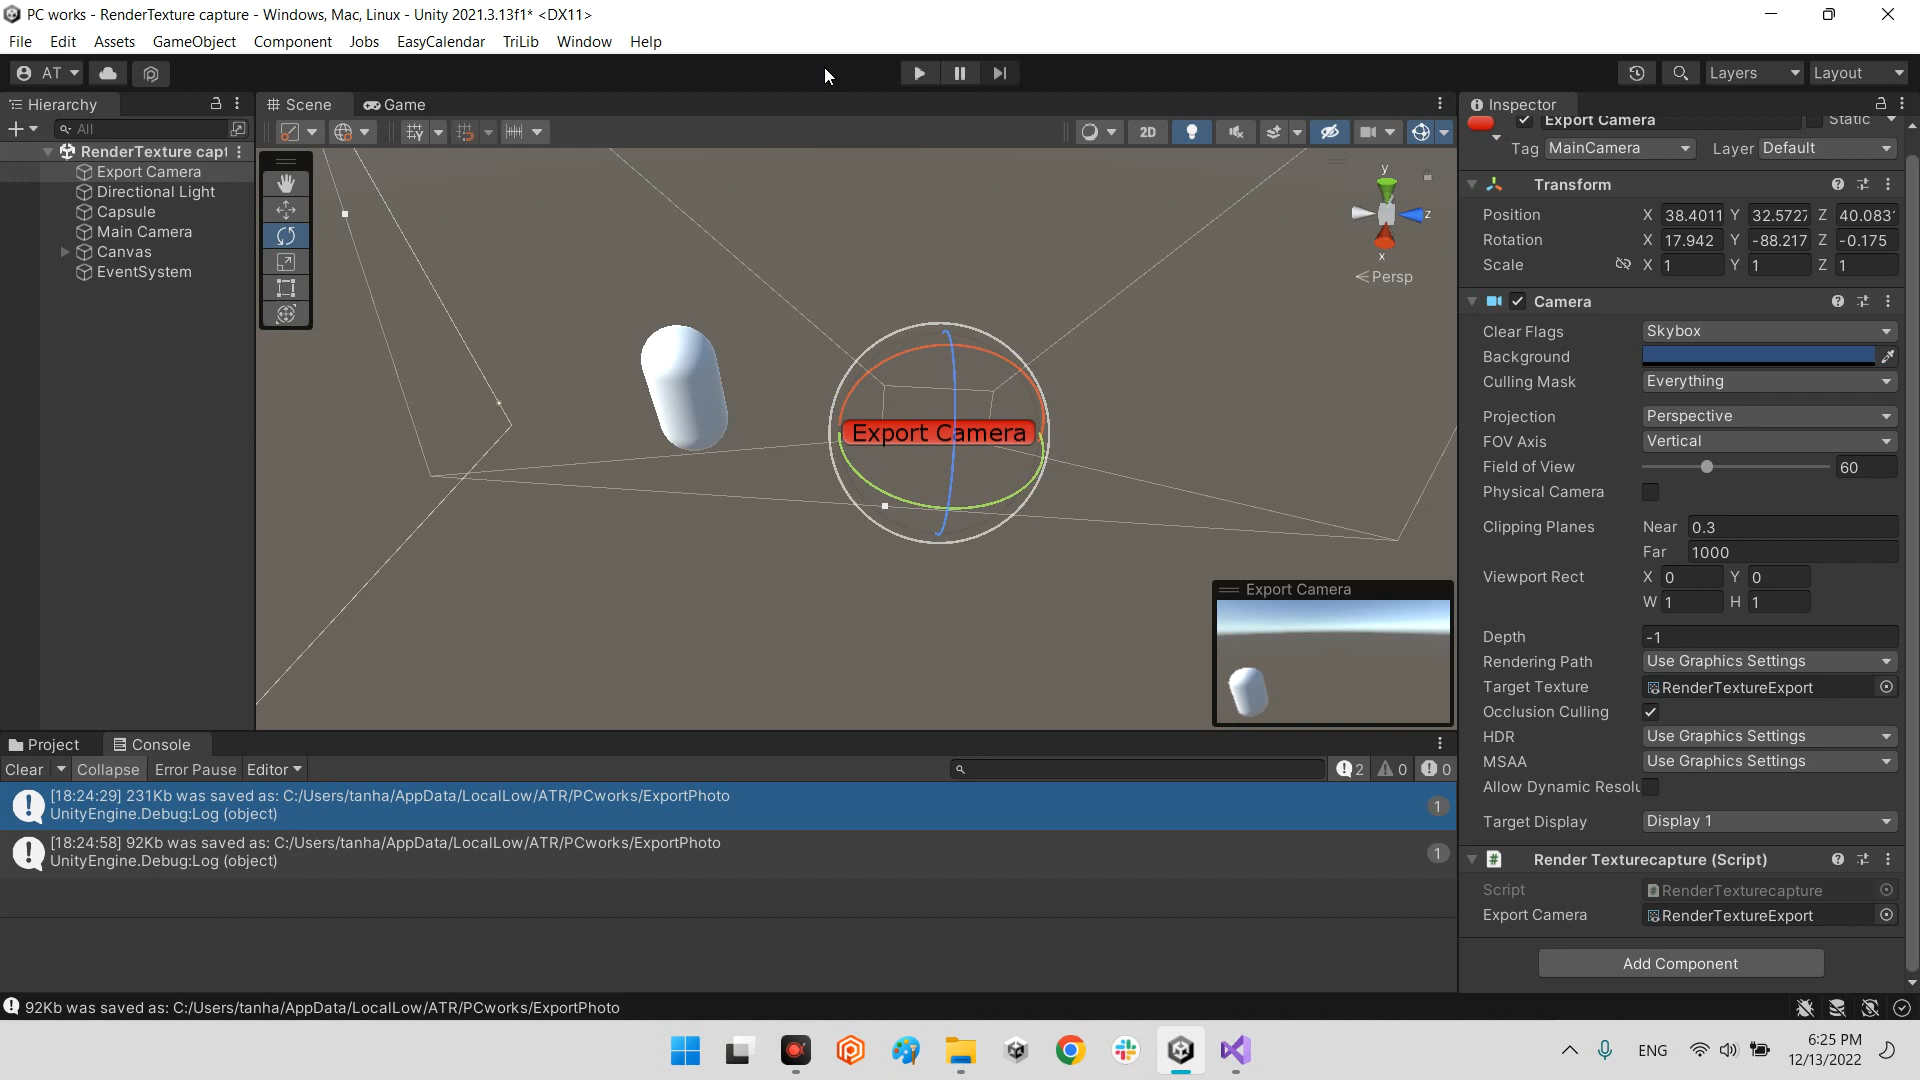 PC works - RenderTexture capture - Windows, Mac, Linux - Unity 2021.3.13f1* <DX11>
File Edit Assets GameObject Component Jobs EasyCalendar TriLib Window Help
AT Layers Layout
Hierarchy
All
RenderTexture capt
Export Camera
Directional Light
Capsule
Main Camera
Canvas
EventSystem
Scene Game
2D
y
z
x
Persp
Export Camera
Export Camera
Inspector
Export Camera Static
Tag MainCamera Layer Default
Transform
Position X 38.4011 Y 32.5727 Z 40.083
Rotation X 17.942 Y -88.217 Z -0.175
Scale X 1 Y 1 Z 1
Camera
Clear Flags Skybox
Background
Culling Mask Everything
Projection Perspective
FOV Axis Vertical
Field of View 60
Physical Camera
Clipping Planes Near 0.3
Far 1000
Viewport Rect X 0 Y 0
W 1 H 1
Depth -1
Rendering Path Use Graphics Settings
Target Texture RenderTextureExport
Occlusion Culling
HDR Use Graphics Settings
MSAA Use Graphics Settings
Allow Dynamic Resolu
Target Display Display 1
Render Texturecapture (Script)
Script RenderTexturecapture
Export Camera RenderTextureExport
Add Component
Project Console
Clear Collapse Error Pause Editor 2 0 0
[18:24:29] 231Kb was saved as: C:/Users/tanha/AppData/LocalLow/ATR/PCworks/ExportPhoto
UnityEngine.Debug:Log (object) 1
[18:24:58] 92Kb was saved as: C:/Users/tanha/AppData/LocalLow/ATR/PCworks/ExportPhoto
UnityEngine.Debug:Log (object) 1
92Kb was saved as: C:/Users/tanha/AppData/LocalLow/ATR/PCworks/ExportPhoto
ENG 6:25 PM
12/13/2022